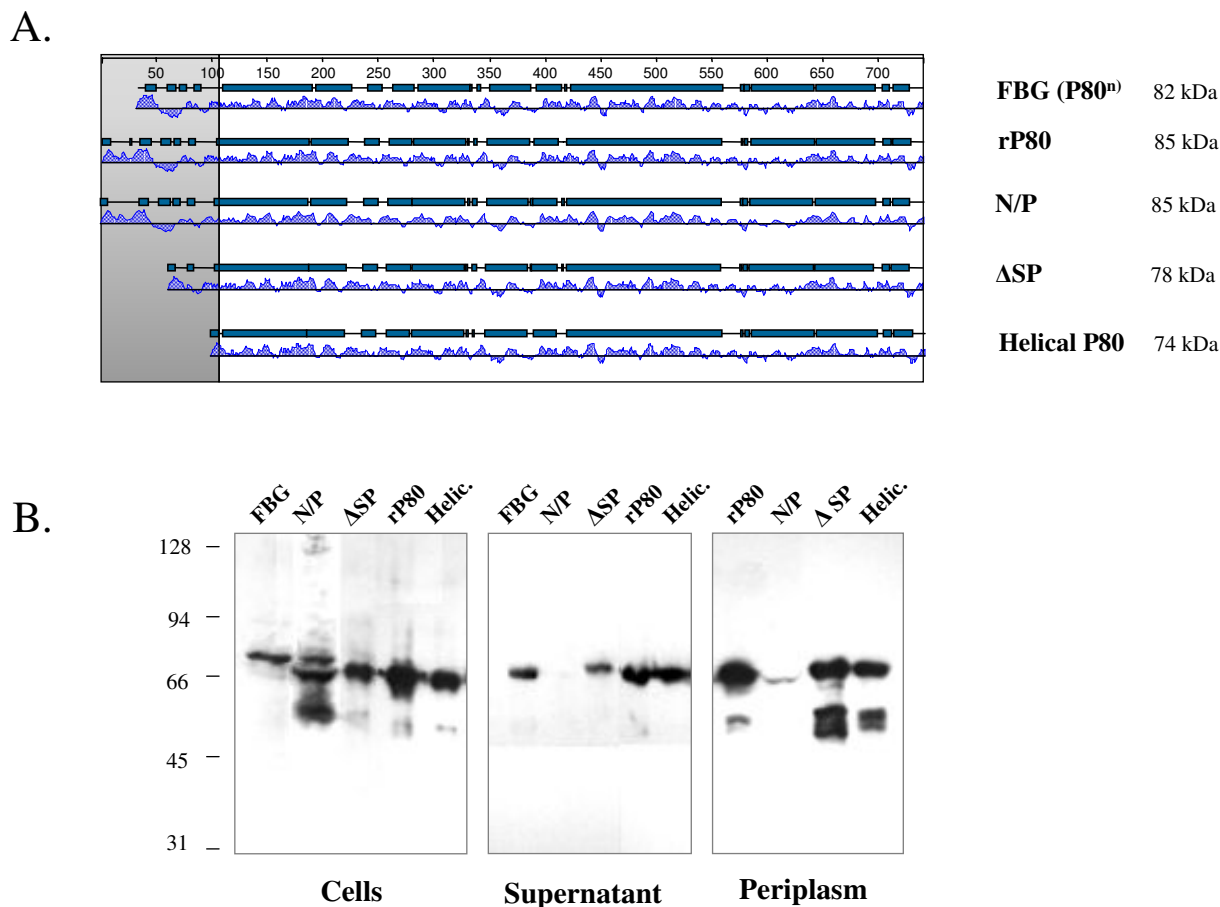 A.
50 100 150 200 250 300 350 400 450 500 550 600 650 700
FBG (P80ⁿ) 82 kDa
rP80 85 kDa
N/P 85 kDa
ΔSP 78 kDa
Helical P80 74 kDa
B.
FBG N/P ΔSP rP80 Helic. FBG N/P ΔSP rP80 Helic. rP80 N/P Δ SP Helic.
128
94
66
45
31
Cells Supernatant Periplasm